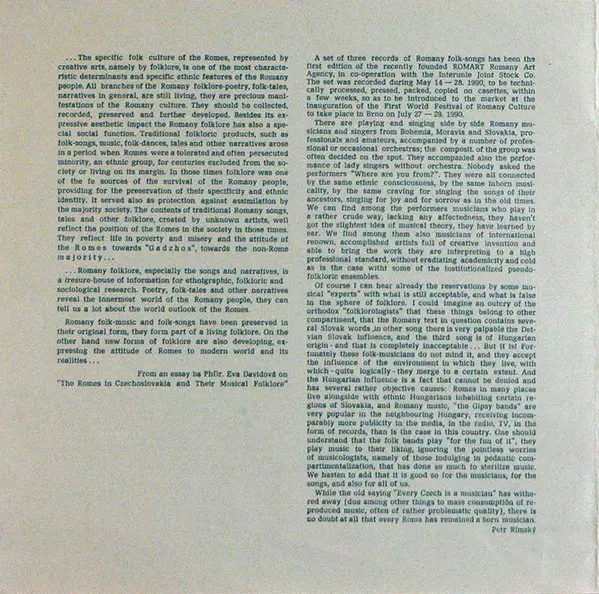 ...The specific folk culture of the Romes, represented by
creative arts, namely by folklore, is one of the most characte-
ristic determinants and specific ethnic features of the Romany
people. All branches of the Romany folklore-poetry, folk-tales,
narratives in general, are still living, they are precious mani-
festations of the Romany culture. They should be collected,
recorded, preserved and further developed. Besides its ex-
pressive aesthetic impact the Romany folklore has also a spe-
cial social function. Traditional folkloric products, such as
folk-songs, music, folk-dances, tales and other narratives arose
in a period when Romes were a tolerated and often persecuted
minority, an ethnic group, for centuries excluded from the so-
ciety or living on its margin. In those times folklore was one
of the fe sources of the survival of the Romany people,
providing for the preservation of their specificity and ethnic
identity. It served also as protection against assimilation by
the majority society. The contents of traditional Romany songs,
tales and other folklore, created by unknown artists, well
reflect the position of the Romes in the society in those times.
They reflect life in poverty and misery and the attitude of
the Romes towards "Gadzhos", towards the non-Rome
majority...
...Romany folklore, especially the songs and narratives, is
a tresure-house of information for ethnographic, folkloric and
sociological research. Poetry, folk-tales and other narratives
reveal the innermost world of the Romany people, they can
tell us a lot about the world outlook of the Romes.
Romany folk-music and folk-songs have been preserved in
their original form, they form part of a living folklore. On the
other hand new forms of folklore are also developing, ex-
pressing the attitude of Romes to modern world and its
realities...
From an essay ba PhDr. Eva Davidová on
"The Romes in Czechoslovakia and Their Musical Folklore"
A set of three records of Romany folk-songs has been the
first edition of the recently founded ROMART Romany Art
Agency, in co-operation with the Interunie Joint Stock Co.
The set was recorded during May 14 — 28. 1990, to be techni-
cally processed, pressed, packed, copied on casettes, within
a few weeks, so as to be introduced to the market at the
inauguration of the First World Festival of Romany Culture
to take place in Brno on July 27 — 29. 1990.
There are playing and singing side by side Romany mu-
sicians and singers from Bohemia, Moravia and Slovakia, pro-
fessionals and amateurs, accompanied by a number of profes-
sional or occasional orchestras; the composit. of the group was
often decided on the spot. They accompanied also the perfor-
mance of lady singers without orchestra. Nobody asked the
performers "Where are you from?". They were all connected
by the same ethnic consciousness, by the same inborn musi-
cality, by the same craving for singing the songs of their
ancestors, singing for joy and for sorrow as in the old times.
We can find among the performers musicians who play in
a rather crude way, lacking any affectedness, they haven't
got the slightest idea of musical theory, they have learned by
ear. We find among them also musicians of international
renown, accomplished artists full of creative invention and
able to bring the work they are interpreting to a high
professional standard, without eradiating academicity and cold
as is the case witht some of the institutionalized pseudo-
folkloric ensembles.
Of course I can hear already the reservations by some mu-
sical "experts" with what is still acceptable, and what is false
in the sphere of folklore. I could imagine an outcry of the
orthodox "folklorologists" that these things belong to other
compartment, that the Romany text in question contains seve-
ral Slovak words ,in other song there is very palpable the Dot-
vian Slovak influence, and the third song is of Hungarian
origin - and that is completely inacceptable... But it is! For-
tunately these folk-musicians do not mind it, and they accept
the influence of the environment in which they live, with
which - quite logically - they merge to a certain extent. And
the Hungarian influence is a fact that cannot be denied and
has several rather objective causes: Romes in many places
live alongside with ethnic Hungarians inhabiting certain re-
gions of Slovakia, and Romany music, "the Gipsy bands" are
very popular in the neighbouring Hungary, receiving incom-
parably more publicity in the media, in the radio, TV, in the
form of records, than is the case in this country. One should
understand that the folk bands play "for the fun of it", they
play music to their liking, ignoring the pointless worries
of musicologists, namely of those indulging in pedantic com-
partimentalization, that has done so much to sterilize music.
We hasten to add that it is good so for the musicians, for the
songs, and also for all of us.
While the old saying "Every Czech is a musician" has withe-
red away (due among other things to mass consumption of re-
produced music, often of rather problematic quality), there is
no doubt at all that every Roma has remained a born musician.
Petr Rímský